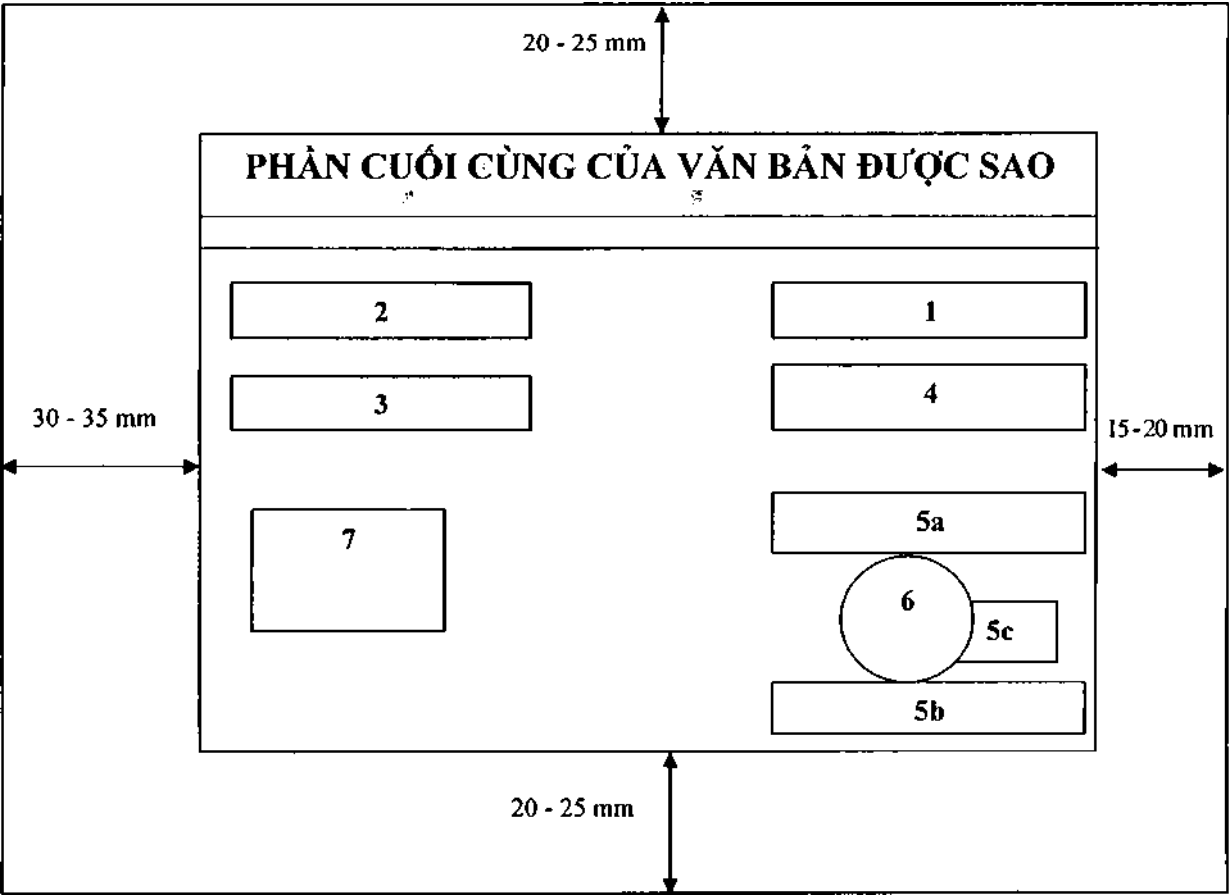 20 - 25 mm
PHẦN CUỐI CÙNG CỦA VĂN BẢN ĐƯỢC SAO
2
1
3
4
30 - 35 mm
15-20 mm
5a
7
6
5c
5b
20 - 25 mm